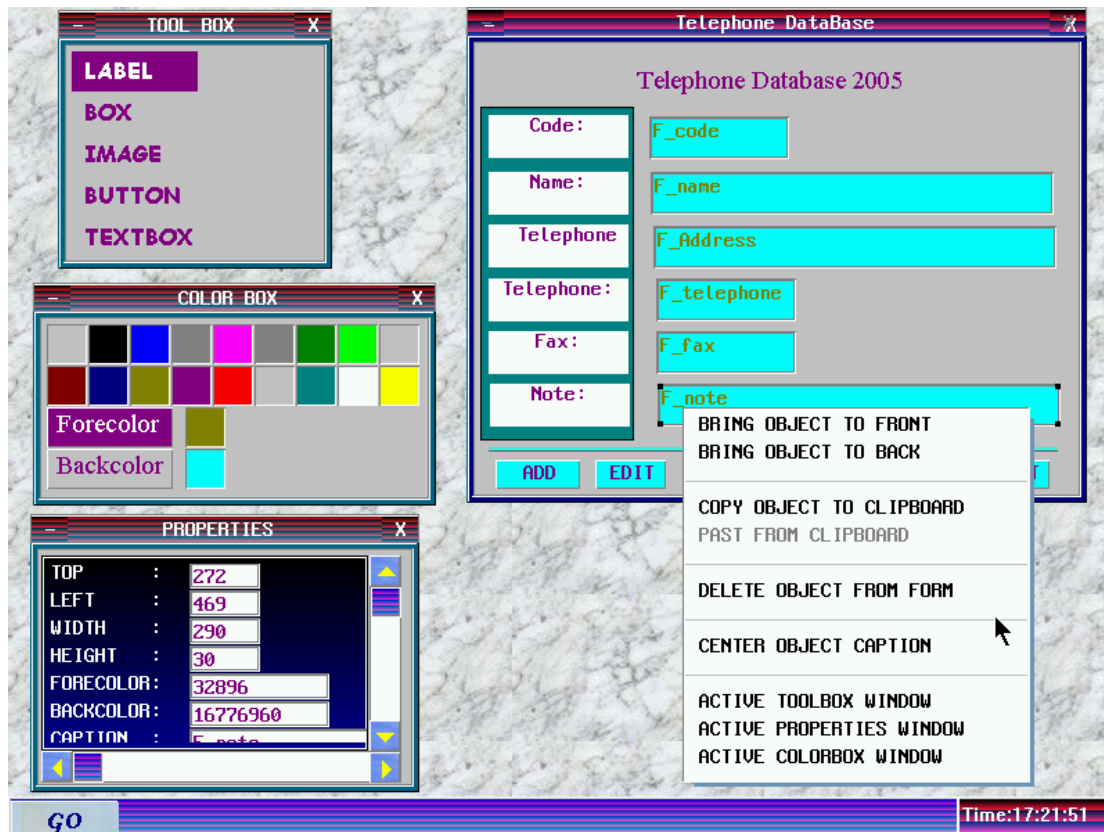 - TOOL BOX X
LABEL
BOX
IMAGE
BUTTON
TEXTBOX
- COLOR BOX X
Forecolor
Backcolor
- PROPERTIES X
TOP : 272
LEFT : 469
WIDTH : 290
HEIGHT : 30
FORECOLOR: 32896
BACKCOLOR: 16776960
CAPTION : F_note
- Telephone DataBase X
Telephone Database 2005
Code: F_code
Name: F_name
Telephone F_Address
Telephone: F_telephone
Fax: F_fax
Note: F_note
ADD EDIT
BRING OBJECT TO FRONT
BRING OBJECT TO BACK
COPY OBJECT TO CLIPBOARD
PAST FROM CLIPBOARD
DELETE OBJECT FROM FORM
CENTER OBJECT CAPTION
ACTIVE TOOLBOX WINDOW
ACTIVE PROPERTIES WINDOW
ACTIVE COLORBOX WINDOW
GO Time:17:21:51